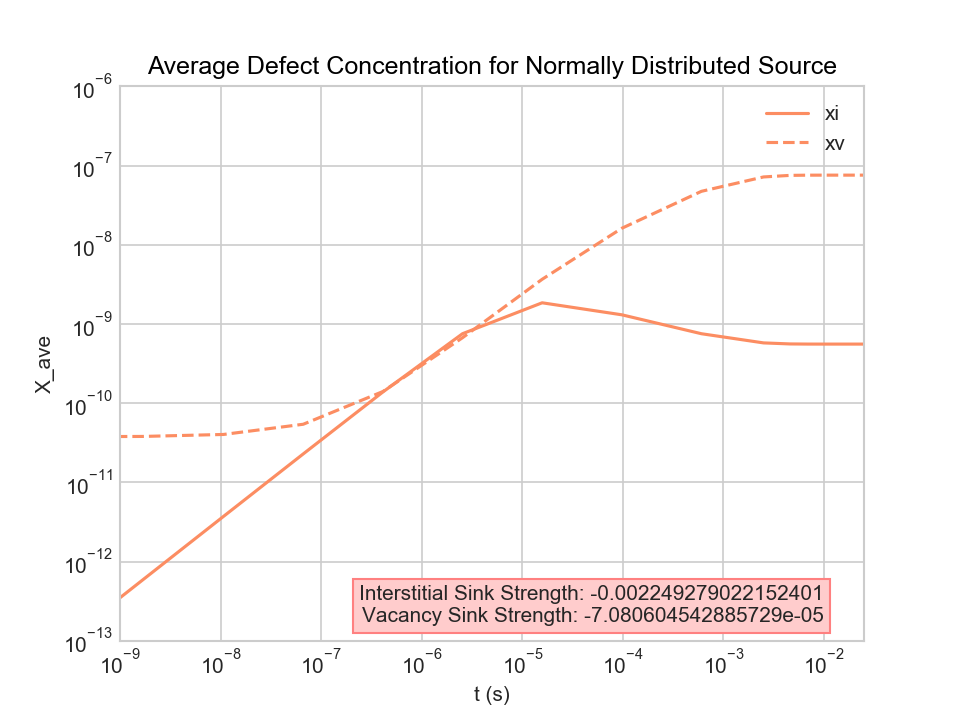 Average Defect Concentration for Normally Distributed Source
xi
xv
10⁻⁶
10⁻⁷
10⁻⁸
10⁻⁹
10⁻¹⁰
10⁻¹¹
10⁻¹²
10⁻¹³
X_ave
Interstitial Sink Strength: -0.002249279022152401
Vacancy Sink Strength: -7.080604542885729e-05
10⁻⁹ 10⁻⁸ 10⁻⁷ 10⁻⁶ 10⁻⁵ 10⁻⁴ 10⁻³ 10⁻²
t (s)